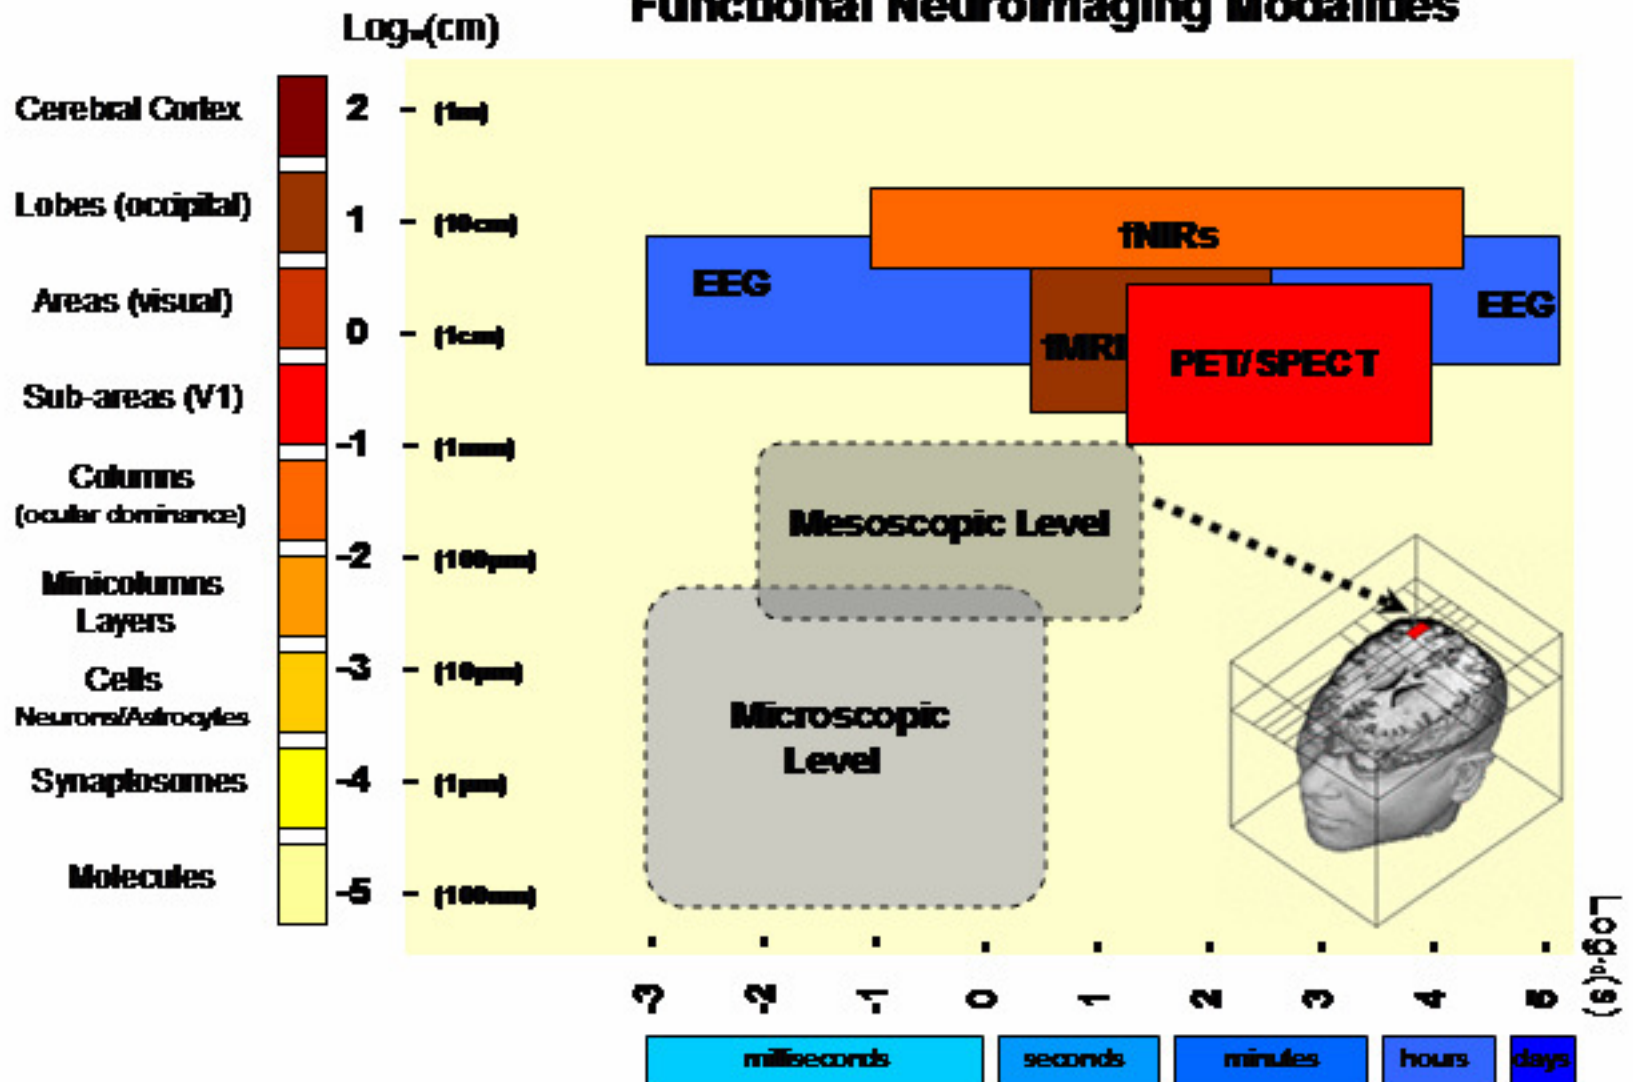 Functional Neuroimaging Modalities
Log₁₀(cm)
Cerebral Cortex
2
(1m)
Lobes (occipital)
1
(10cm)
fNIRs
EEG
EEG
Areas (visual)
0
(1cm)
fMRI
PET/SPECT
Sub-areas (V1)
-1
(1mm)
Columns
(ocular dominance)
Mesoscopic Level
-2
(100μm)
Minicolumns
Layers
-3
(10μm)
Cells
Neurons/Astrocytes
Microscopic
Level
Synaptosomes
-4
(1μm)
Molecules
-5
(100nm)
-3 -2 -1 0 1 2 3 4 5
Log₁₀(s)
milliseconds seconds minutes hours days